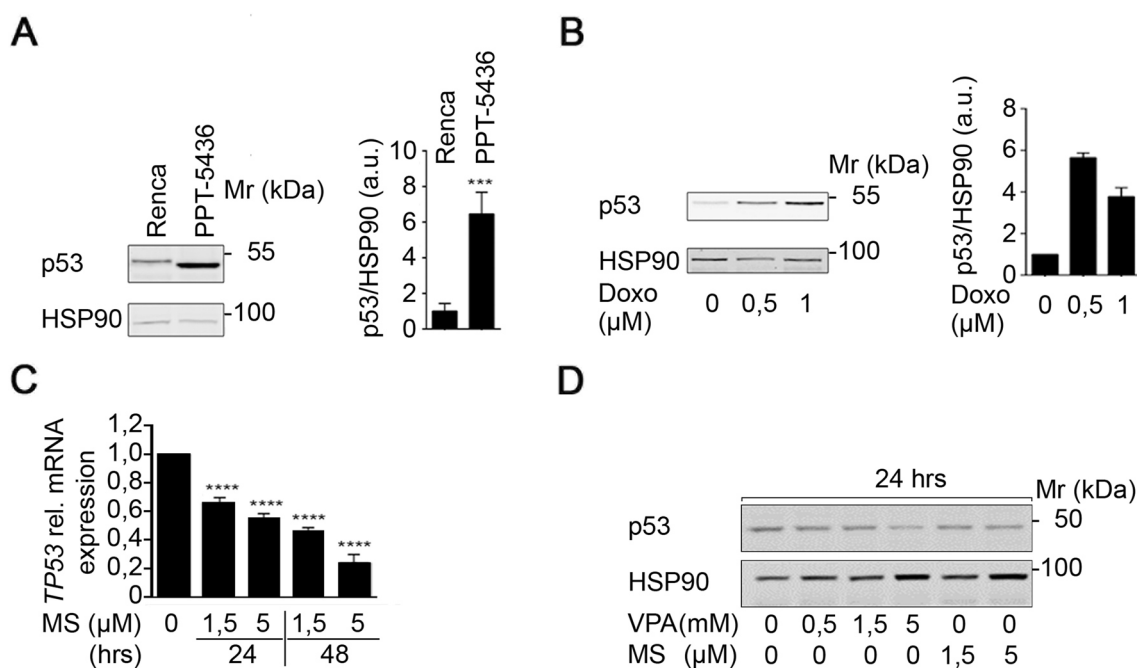 A
Renca
PPT-5436
Mr (kDa)
p53
55
HSP90
100
p53/HSP90 (a.u.)
10
8
6
4
2
0
Renca
PPT-5436
***
B
Mr (kDa)
p53
55
HSP90
100
Doxo
(µM)
0 0,5 1
p53/HSP90 (a.u.)
8
6
4
2
0
Doxo
(µM)
0 0,5 1
C
TP53 rel. mRNA
expression
1,2
1,0
0,8
0,6
0,4
0,2
0
**** **** **** ****
MS (µM) 0 1,5 5 1,5 5
(hrs) 24 48
D
24 hrs
Mr (kDa)
p53
50
HSP90
100
VPA(mM) 0 0,5 1,5 5 0 0
MS (µM) 0 0 0 0 1,5 5